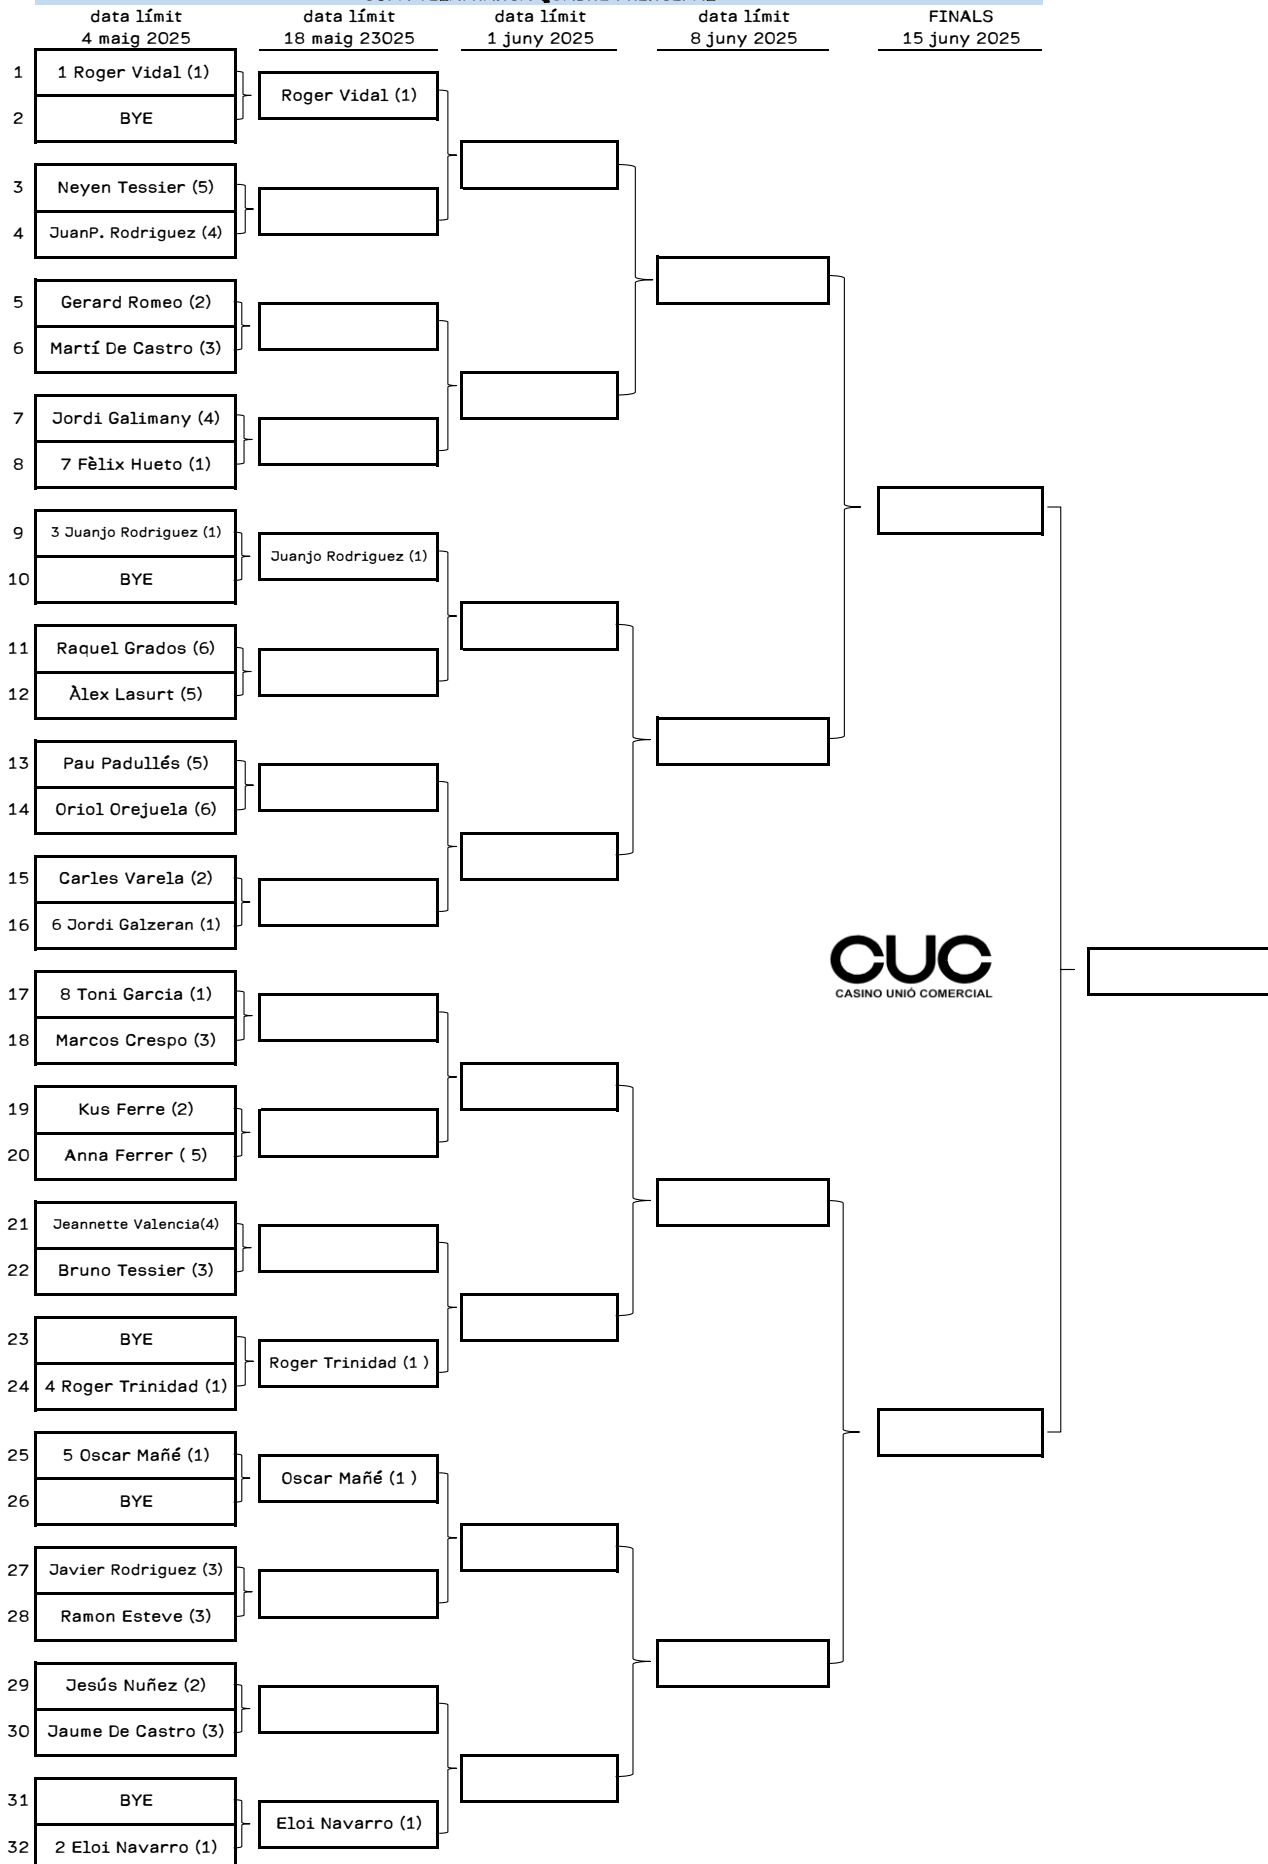 data límit
4 maig 2025
data límit
18 maig 23025
data límit
1 juny 2025
data límit
8 juny 2025
FINALS
15 juny 2025
1 1 Roger Vidal (1)
Roger Vidal (1)
2 BYE
3 Neyen Tessier (5)
4 JuanP. Rodriguez (4)
5 Gerard Romeo (2)
6 Martí De Castro (3)
7 Jordi Galimany (4)
8 7 Fèlix Hueto (1)
9 3 Juanjo Rodriguez (1)
Juanjo Rodriguez (1)
10 BYE
11 Raquel Grados (6)
12 Àlex Lasurt (5)
13 Pau Padullés (5)
14 Oriol Orejuela (6)
15 Carles Varela (2)
16 6 Jordi Galzeran (1)
CUC
CASINO UNIÓ COMERCIAL
17 8 Toni Garcia (1)
18 Marcos Crespo (3)
19 Kus Ferre (2)
20 Anna Ferrer ( 5)
21 Jeannette Valencia(4)
22 Bruno Tessier (3)
23 BYE
Roger Trinidad (1 )
24 4 Roger Trinidad (1)
25 5 Oscar Mañé (1)
Oscar Mañé (1 )
26 BYE
27 Javier Rodriguez (3)
28 Ramon Esteve (3)
29 Jesús Nuñez (2)
30 Jaume De Castro (3)
31 BYE
Eloi Navarro (1)
32 2 Eloi Navarro (1)